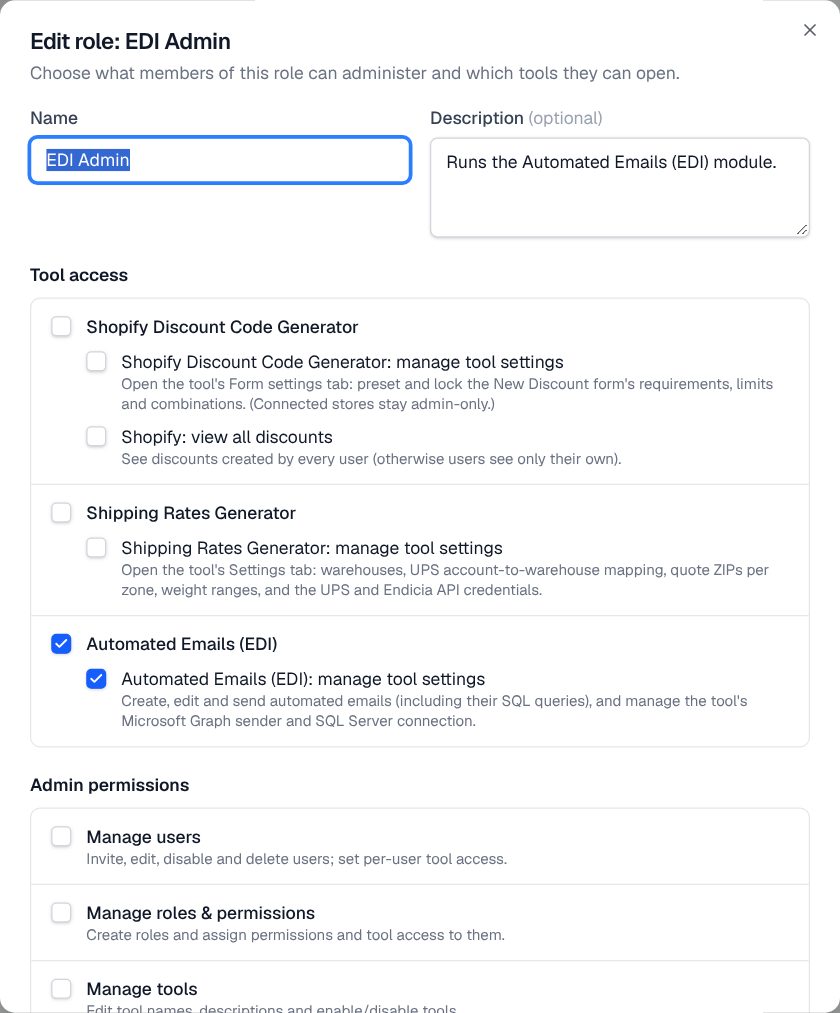 Edit role: EDI Admin
Choose what members of this role can administer and which tools they can open.
Name
Description (optional)
EDI Admin
Runs the Automated Emails (EDI) module.
Tool access
Shopify Discount Code Generator
Shopify Discount Code Generator: manage tool settings
Open the tool's Form settings tab: preset and lock the New Discount form's requirements, limits
and combinations. (Connected stores stay admin-only.)
Shopify: view all discounts
See discounts created by every user (otherwise users see only their own).
Shipping Rates Generator
Shipping Rates Generator: manage tool settings
Open the tool's Settings tab: warehouses, UPS account-to-warehouse mapping, quote ZIPs per
zone, weight ranges, and the UPS and Endicia API credentials.
Automated Emails (EDI)
Automated Emails (EDI): manage tool settings
Create, edit and send automated emails (including their SQL queries), and manage the tool's
Microsoft Graph sender and SQL Server connection.
Admin permissions
Manage users
Invite, edit, disable and delete users; set per-user tool access.
Manage roles & permissions
Create roles and assign permissions and tool access to them.
Manage tools
Edit tool names, descriptions and enable/disable tools.